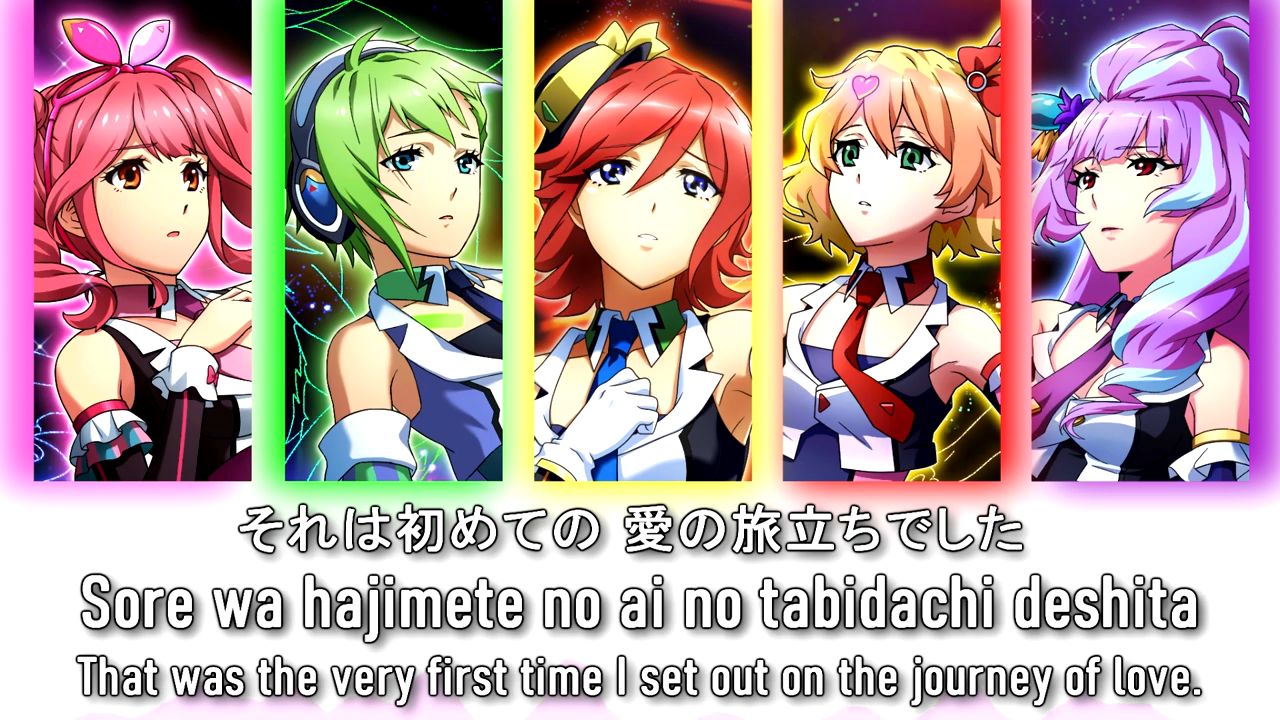 それは初めての 愛の旅立ちでした
Sore wa hajimete no ai no tabidachi deshita
That was the very first time I set out on the journey of love.